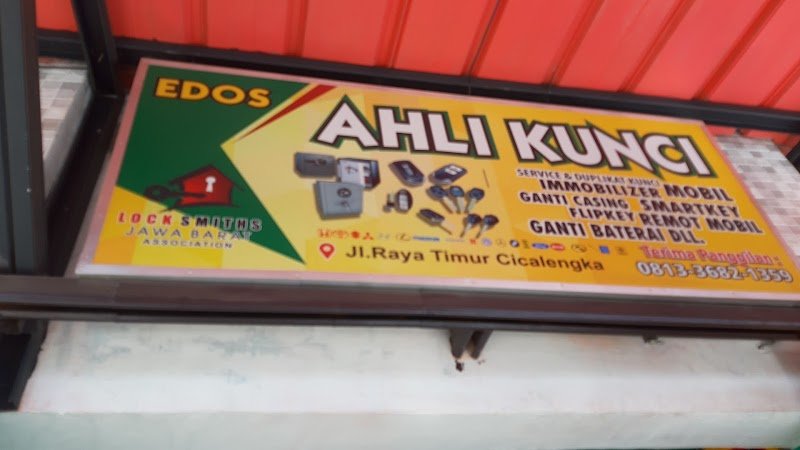 EDOS
AHLI KUNCI
LOCKSMITHS
JAWA BARAT
ASSOCIATION
SERVICE & DUPLIKAT KUNCI
IMMOBILIZER MOBIL
GANTI CASING SMARTKEY
FLIPKEY REMOT MOBIL
GANTI BATERAI DLL.
Jl.Raya Timur Cicalengka
Terima Panggilan :
0813-3682-1359